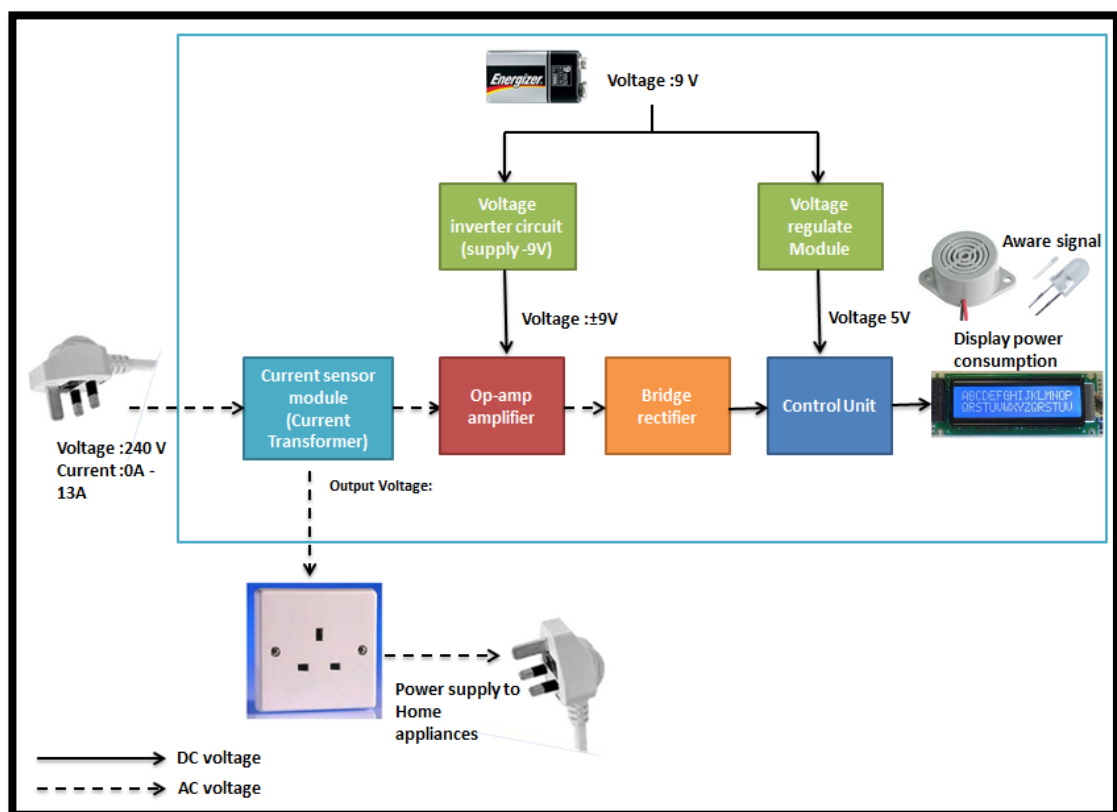 Energizer
Voltage :9 V
Voltage
inverter circuit
(supply -9V)
Voltage
regulate
Module
Aware signal
Voltage :±9V
Voltage 5V
Display power
consumption
Current sensor
module
(Current
Transformer)
Op-amp
amplifier
Bridge
rectifier
Control Unit
ABCDEFGHIJKLMNOP
QRSTUVWXYZQRSTUV
Voltage :240 V
Current :0A -
13A
Output Voltage:
Power supply to
Home
appliances
DC voltage
AC voltage